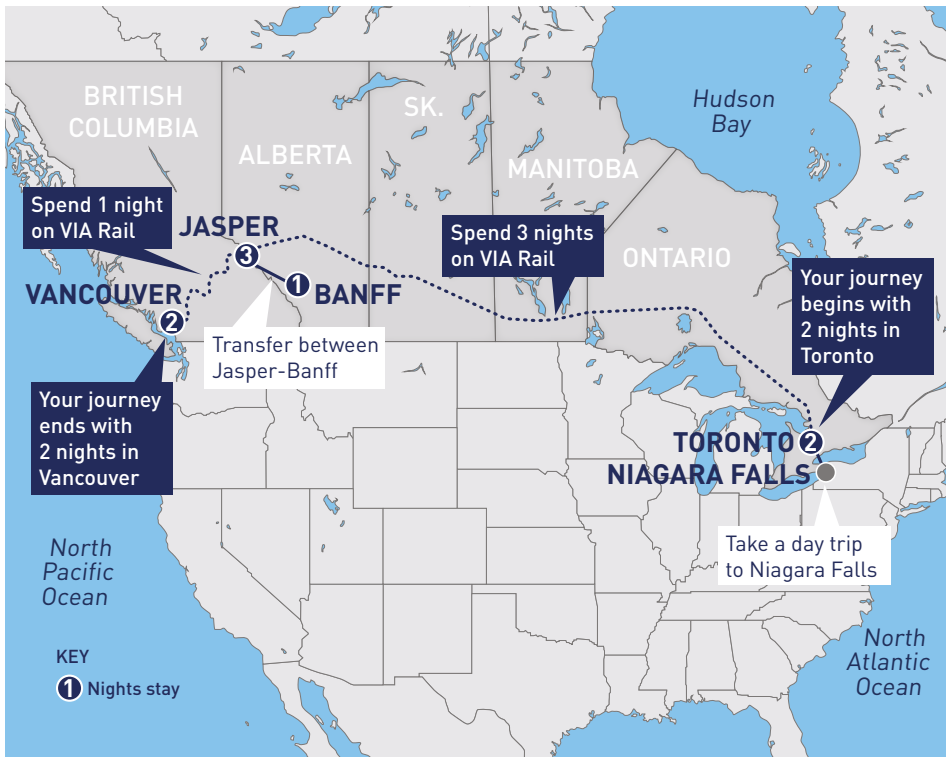 BRITISH
COLUMBIA
ALBERTA
SK.
MANITOBA
ONTARIO
Hudson
Bay
Spend 1 night
on VIA Rail
JASPER
3
1
BANFF
VANCOUVER
2
Transfer between
Jasper-Banff
Spend 3 nights
on VIA Rail
Your journey
begins with
2 nights in
Toronto
Your journey
ends with
2 nights in
Vancouver
TORONTO
2
NIAGARA FALLS
Take a day trip
to Niagara Falls
North
Pacific
Ocean
North
Atlantic
Ocean
KEY
1 Nights stay